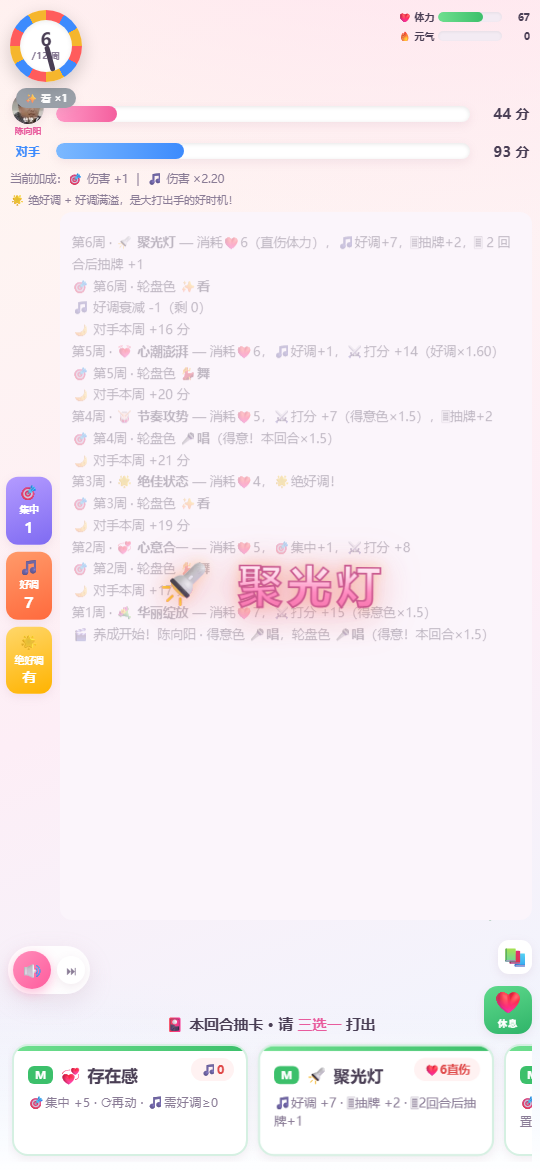 6
/12周
体力 67
元气 0
看 ×1
陈向阳
44 分
对手
93 分
当前加成: 伤害 +1 | 伤害 ×2.20
绝好调 + 好调满溢，是大打出手的好时机！
第6周 · 聚光灯 — 消耗6（直伤体力），好调+7，抽牌+2，2 回
合后抽牌 +1
第6周 · 轮盘色 看
好调衰减 -1（剩 0）
对手本周 +16 分
第5周 · 心潮澎湃 — 消耗6，好调+1，打分 +14（好调×1.60）
第5周 · 轮盘色 舞
对手本周 +20 分
第4周 · 节奏攻势 — 消耗5，打分 +7（得意色×1.5），抽牌+2
第4周 · 轮盘色 唱（得意！本回合×1.5）
对手本周 +21 分
第3周 · 绝佳状态 — 消耗4，绝好调！
第3周 · 轮盘色 看
对手本周 +19 分
第2周 · 心意合一 — 消耗5，集中+1，打分 +8
第2周 · 轮盘色
对手本周 +1
聚光灯
第1周 · 华丽绽放 — 消耗7，打分 +15（得意色×1.5）
养成开始！陈向阳 · 得意色 唱，轮盘色 唱（得意！本回合×1.5）
集中
1
好调
7
绝好调
有
本回合抽卡 • 请 三选一 打出
休息
M 存在感 0
集中 +5 · 再动 · 需好调≥0
M 聚光灯 6直伤
好调 +7 · 抽牌 +2 · 2回合后抽
牌+1
置